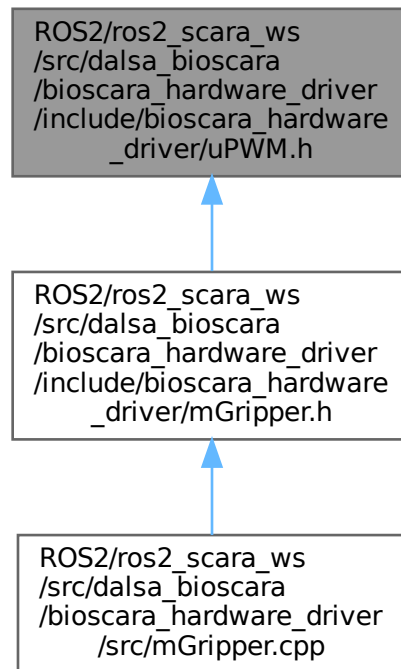 ROS2/ros2_scara_ws
/src/dalsa_bioscara
/bioscara_hardware_driver
/include/bioscara_hardware
_driver/uPWM.h
ROS2/ros2_scara_ws
/src/dalsa_bioscara
/bioscara_hardware_driver
/include/bioscara_hardware
_driver/mGripper.h
ROS2/ros2_scara_ws
/src/dalsa_bioscara
/bioscara_hardware_driver
/src/mGripper.cpp